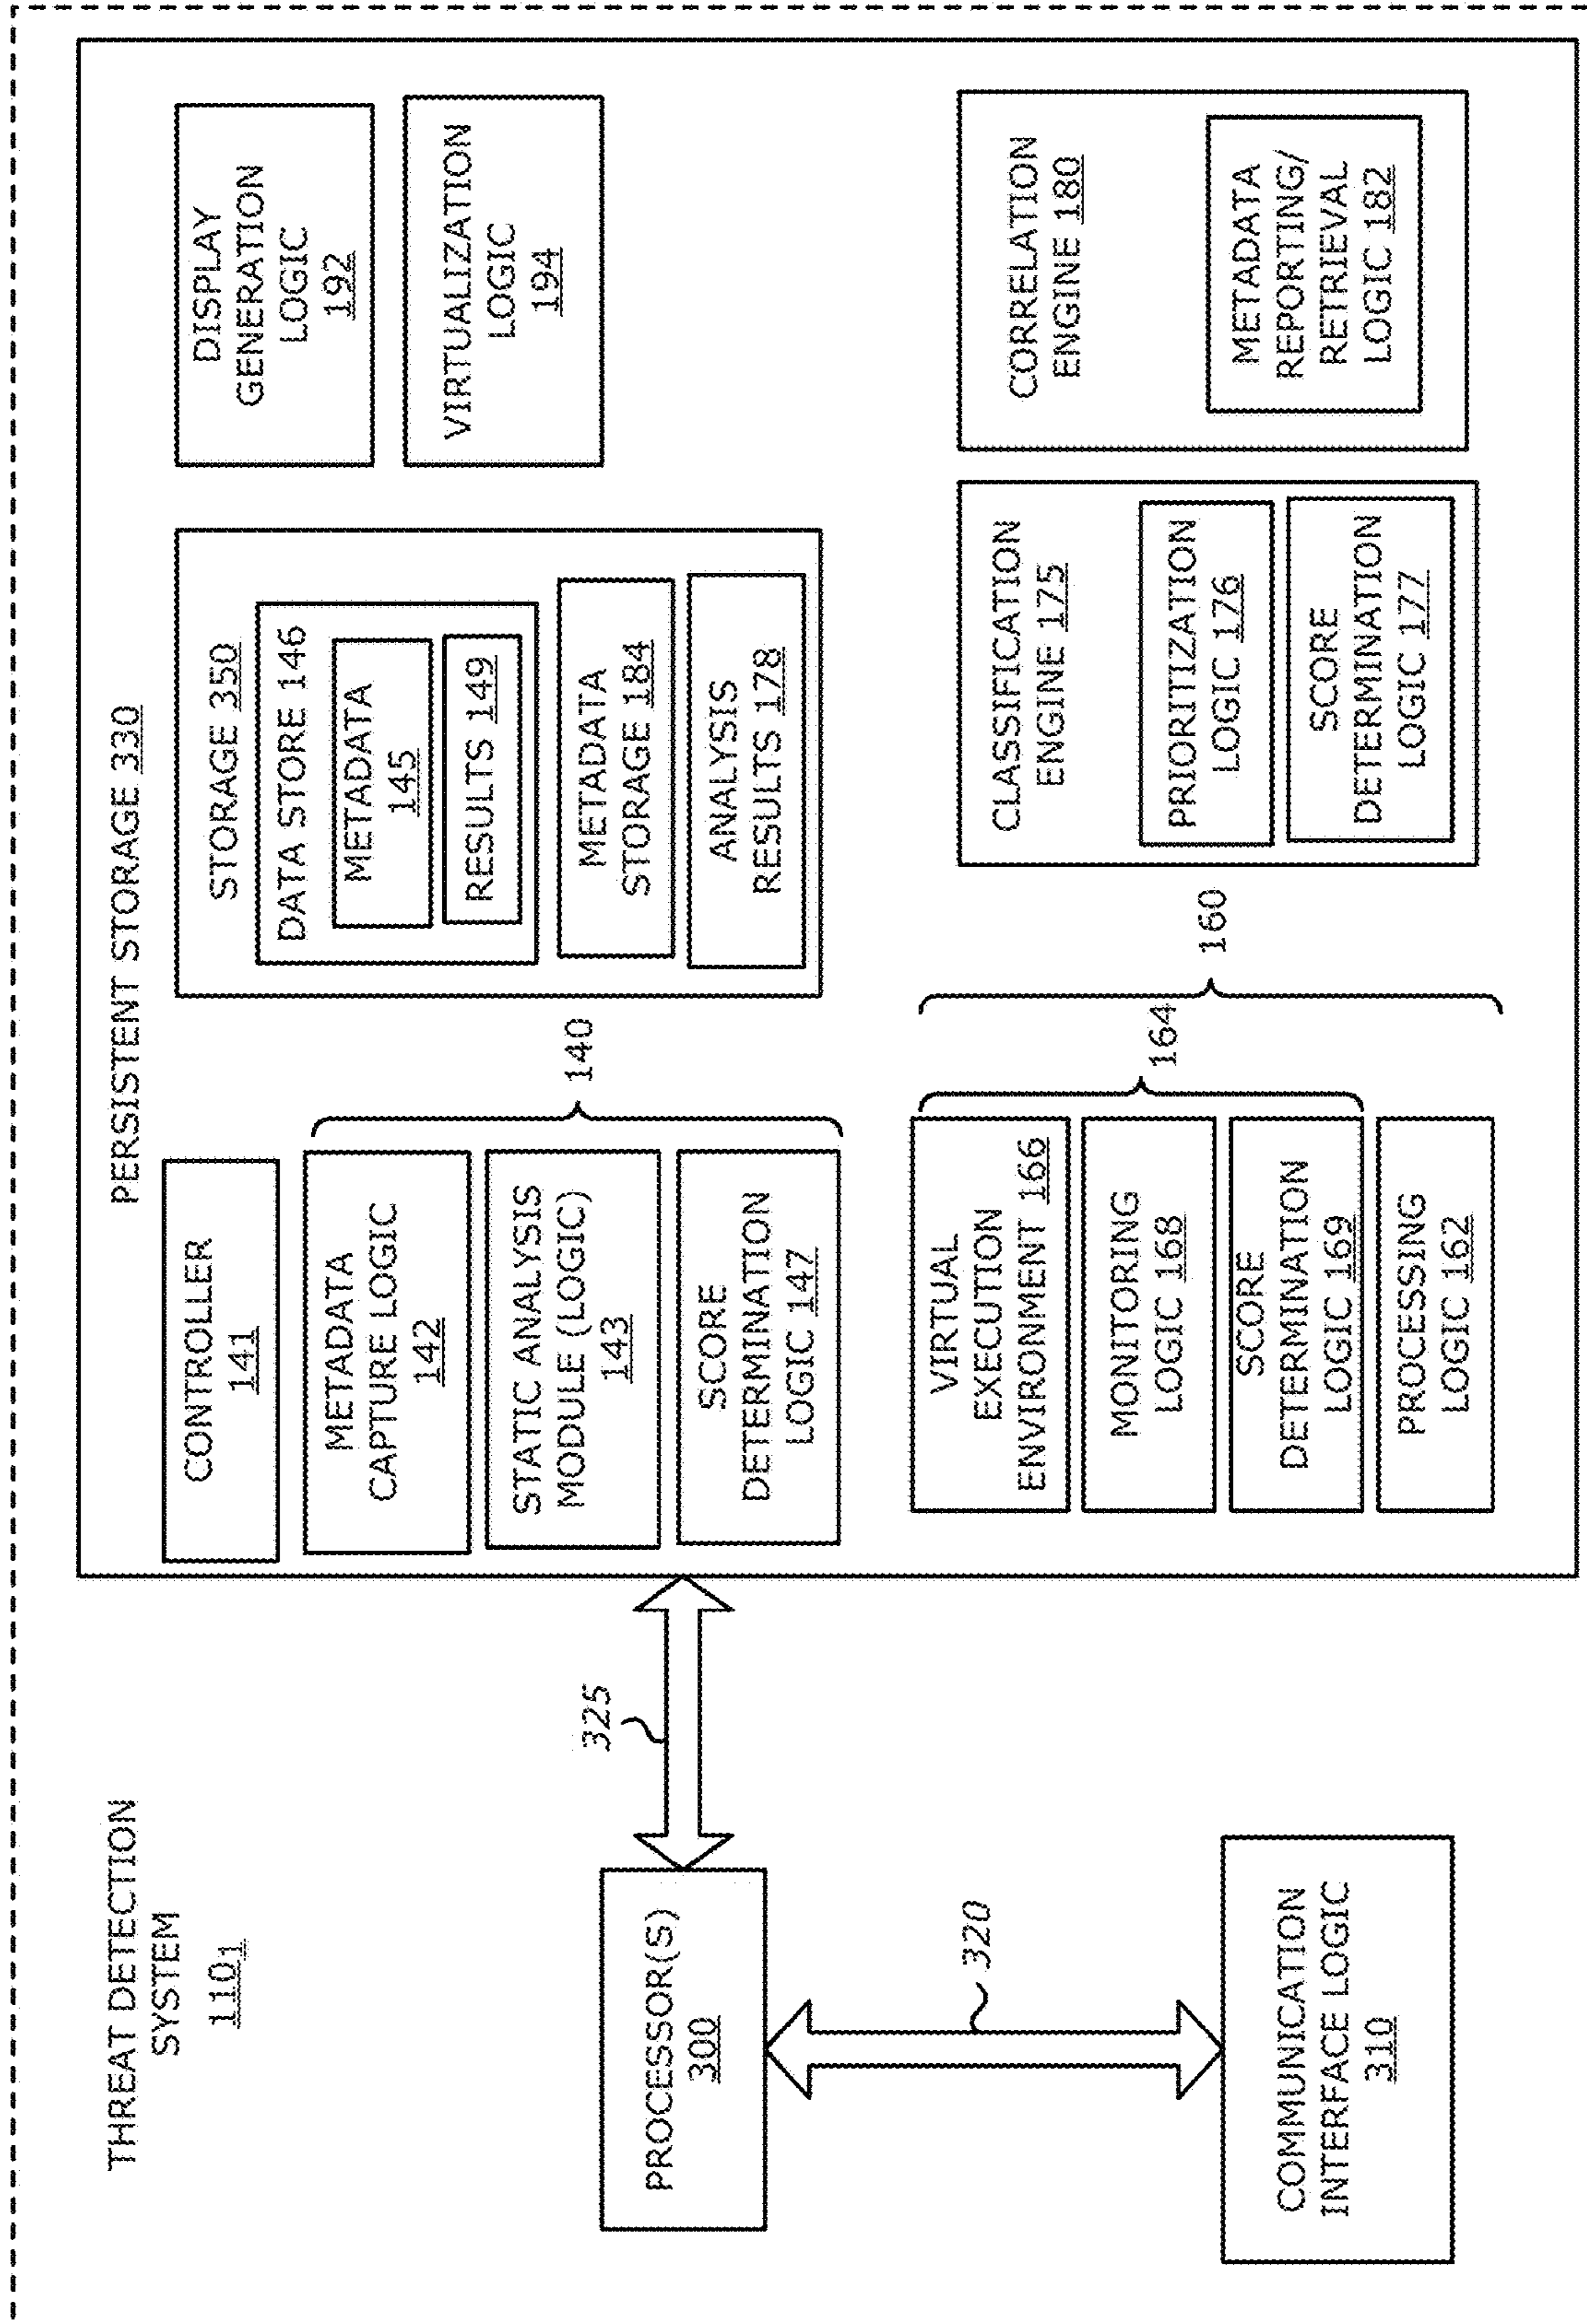 THREAT DETECTION
SYSTEM
110₁
PROCESSOR(S)
300
325
320
COMMUNICATION
INTERFACE LOGIC
310
PERSISTENT STORAGE 330
CONTROLLER
141
METADATA
CAPTURE LOGIC
142
STATIC ANALYSIS
MODULE (LOGIC)
143
SCORE
DETERMINATION
LOGIC 147
140
STORAGE 350
DATA STORE 146
METADATA
145
RESULTS 149
METADATA
STORAGE 184
ANALYSIS
RESULTS 178
DISPLAY
GENERATION
LOGIC
192
VIRTUALIZATION
LOGIC
194
VIRTUAL
EXECUTION
ENVIRONMENT 166
MONITORING
LOGIC 168
SCORE
DETERMINATION
LOGIC 169
PROCESSING
LOGIC 162
164
160
CLASSIFICATION
ENGINE 175
PRIORITIZATION
LOGIC 176
SCORE
DETERMINATION
LOGIC 177
CORRELATION
ENGINE 180
METADATA
REPORTING/
RETRIEVAL
LOGIC 182